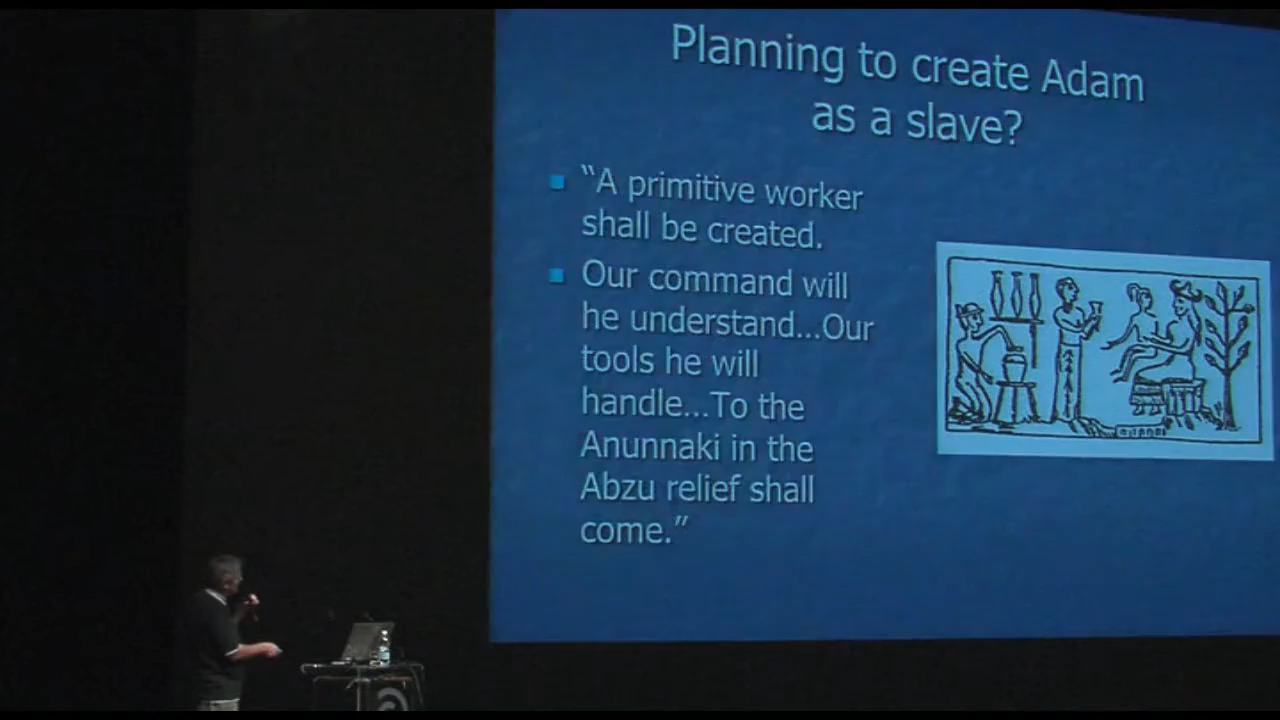 Planning to create Adam
as a slave?
“A primitive worker
shall be created.
Our command will
he understand...Our
tools he will
handle...To the
Anunnaki in the
Abzu relief shall
come.”